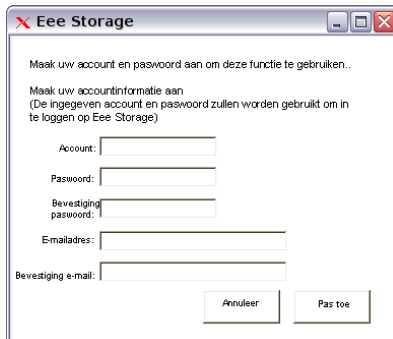 Eee Storage
Maak uw account en paswoord aan om deze functie te gebruiken..
Maak uw accountinformatie aan
(De ingegeven account en paswoord zullen worden gebruikt om in
te loggen op Eee Storage)
Account:
Paswoord:
Bevestiging
paswoord:
E-mailadres:
Bevestiging e-mail:
Annuleer
Pas toe